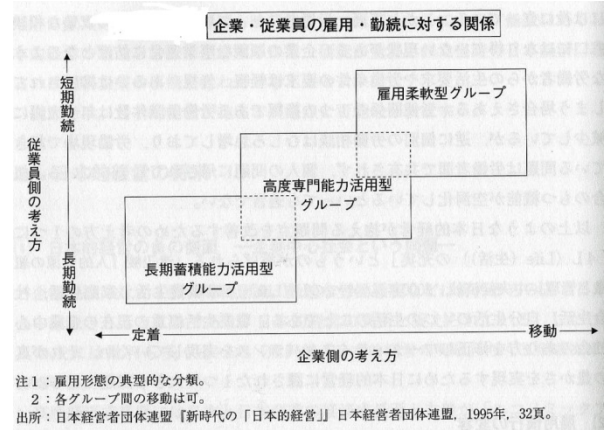 企業・従業員の雇用・勤続に対する関係
短期勤続
従業員側の考え方
長期勤続
雇用柔軟型グループ
高度専門能力活用型
グループ
長期蓄積能力活用型
グループ
定着
企業側の考え方
移動
注1：雇用形態の典型的な分類。
2：各グループ間の移動は可。
出所：日本経営者団体連盟『新時代の「日本的経営」』日本経営者団体連盟，1995年，32頁。